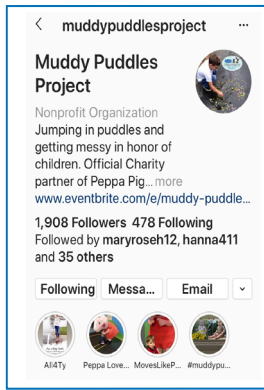 muddypuddlesproject
Muddy Puddles
Project
Nonprofit Organization
Jumping in puddles and
getting messy in honor of
children. Official Charity
partner of Peppa Pig... more
www.eventbrite.com/e/muddy-puddle...
1,908 Followers 478 Following
Followed by maryroseh12, hanna411
and 35 others
Following Messa... Email
All4Ty Peppa Love... MovesLikeP... #muddypu...